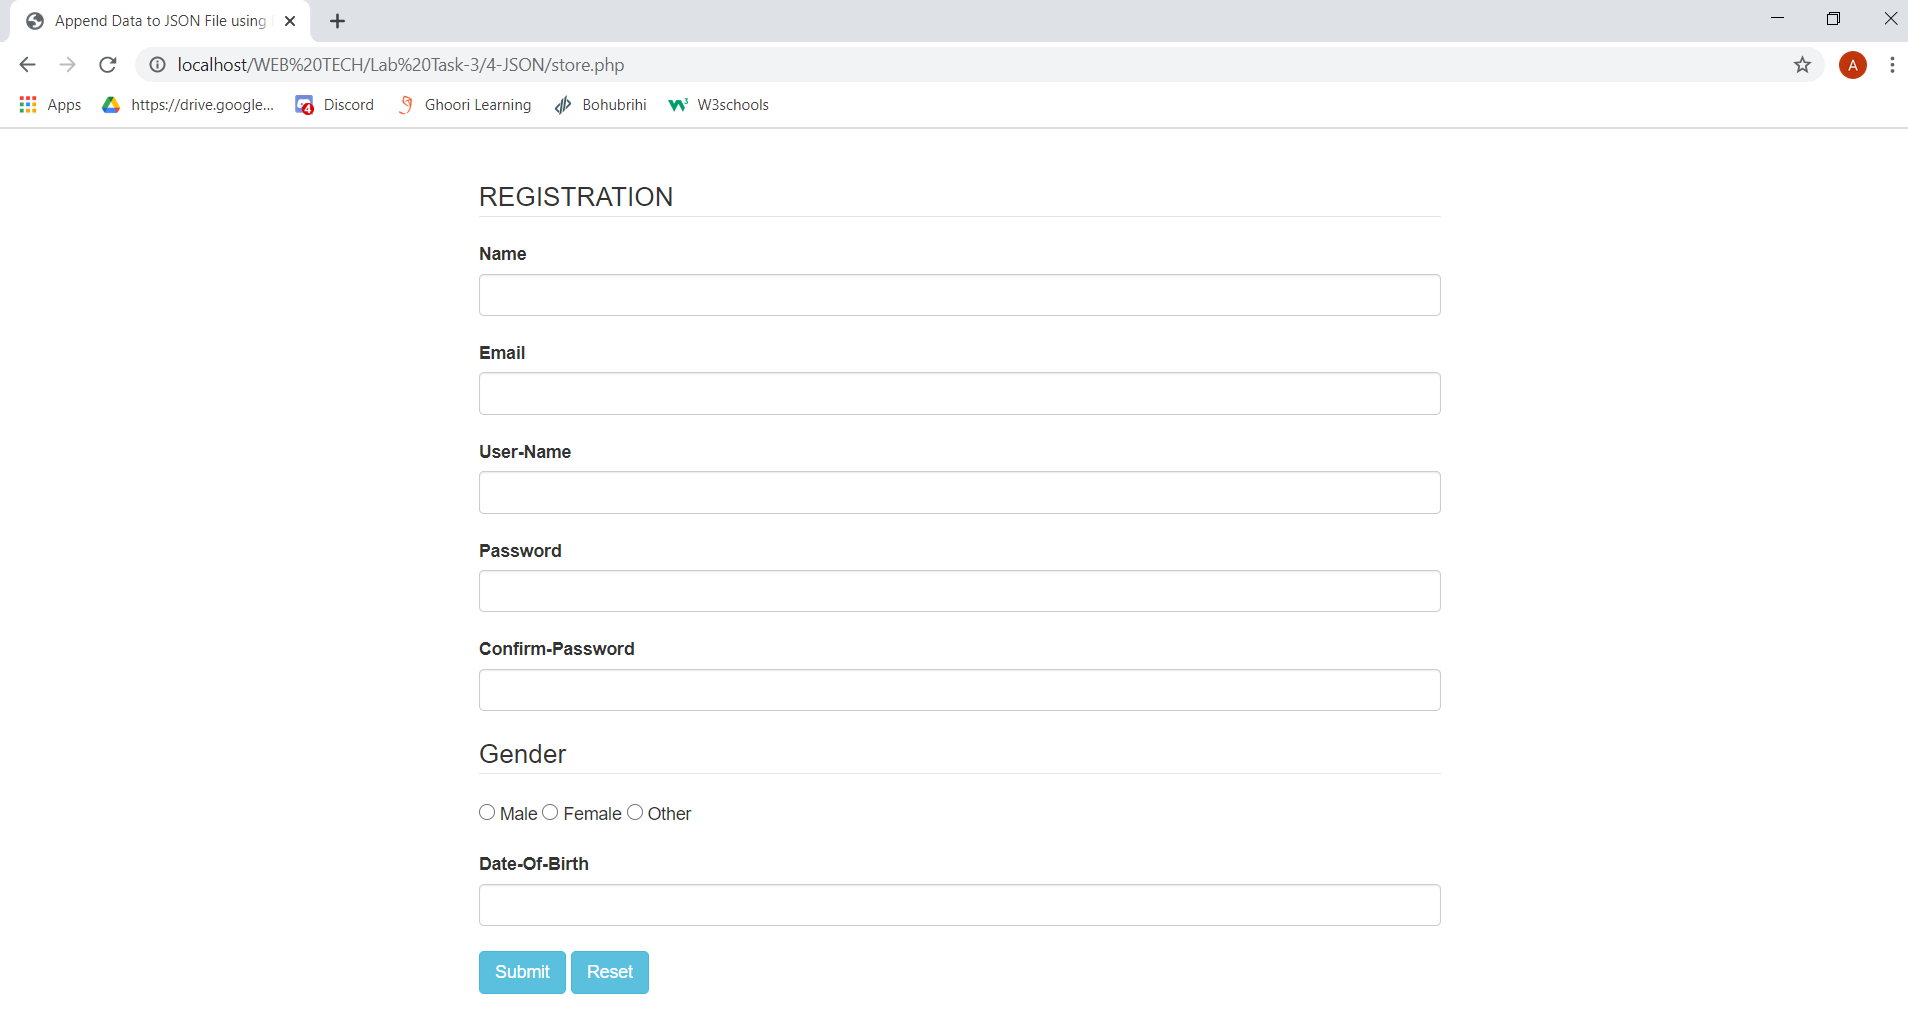 Append Data to JSON File using
localhost/WEB%20TECH/Lab%20Task-3/4-JSON/store.php
A
Apps https://drive.google... 4 Discord Ghoori Learning Bohubrihi W3 W3schools
REGISTRATION
Name
Email
User-Name
Password
Confirm-Password
Gender
Male Female Other
Date-Of-Birth
Submit Reset